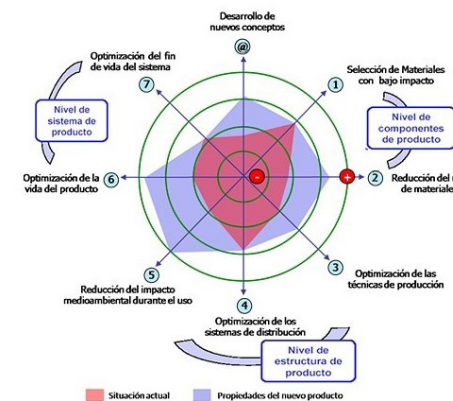 Desarrollo de
nuevos conceptos
@
Optimización del fin
de vida del sistema
7
1
Selección de Materiales
con bajo impacto
Nivel de
sistema de
producto
Nivel de
componentes
de producto
Optimización de la
vida del producto
6
-
+
2
Reducción del
de materiale
5
Reducción del impacto
medioambiental durante el uso
3
Optimización de las
técnicas de producción
4
Optimización de los
sistemas de distribución
Nivel de
estructura de
producto
Situación actual
Propiedades del nuevo producto